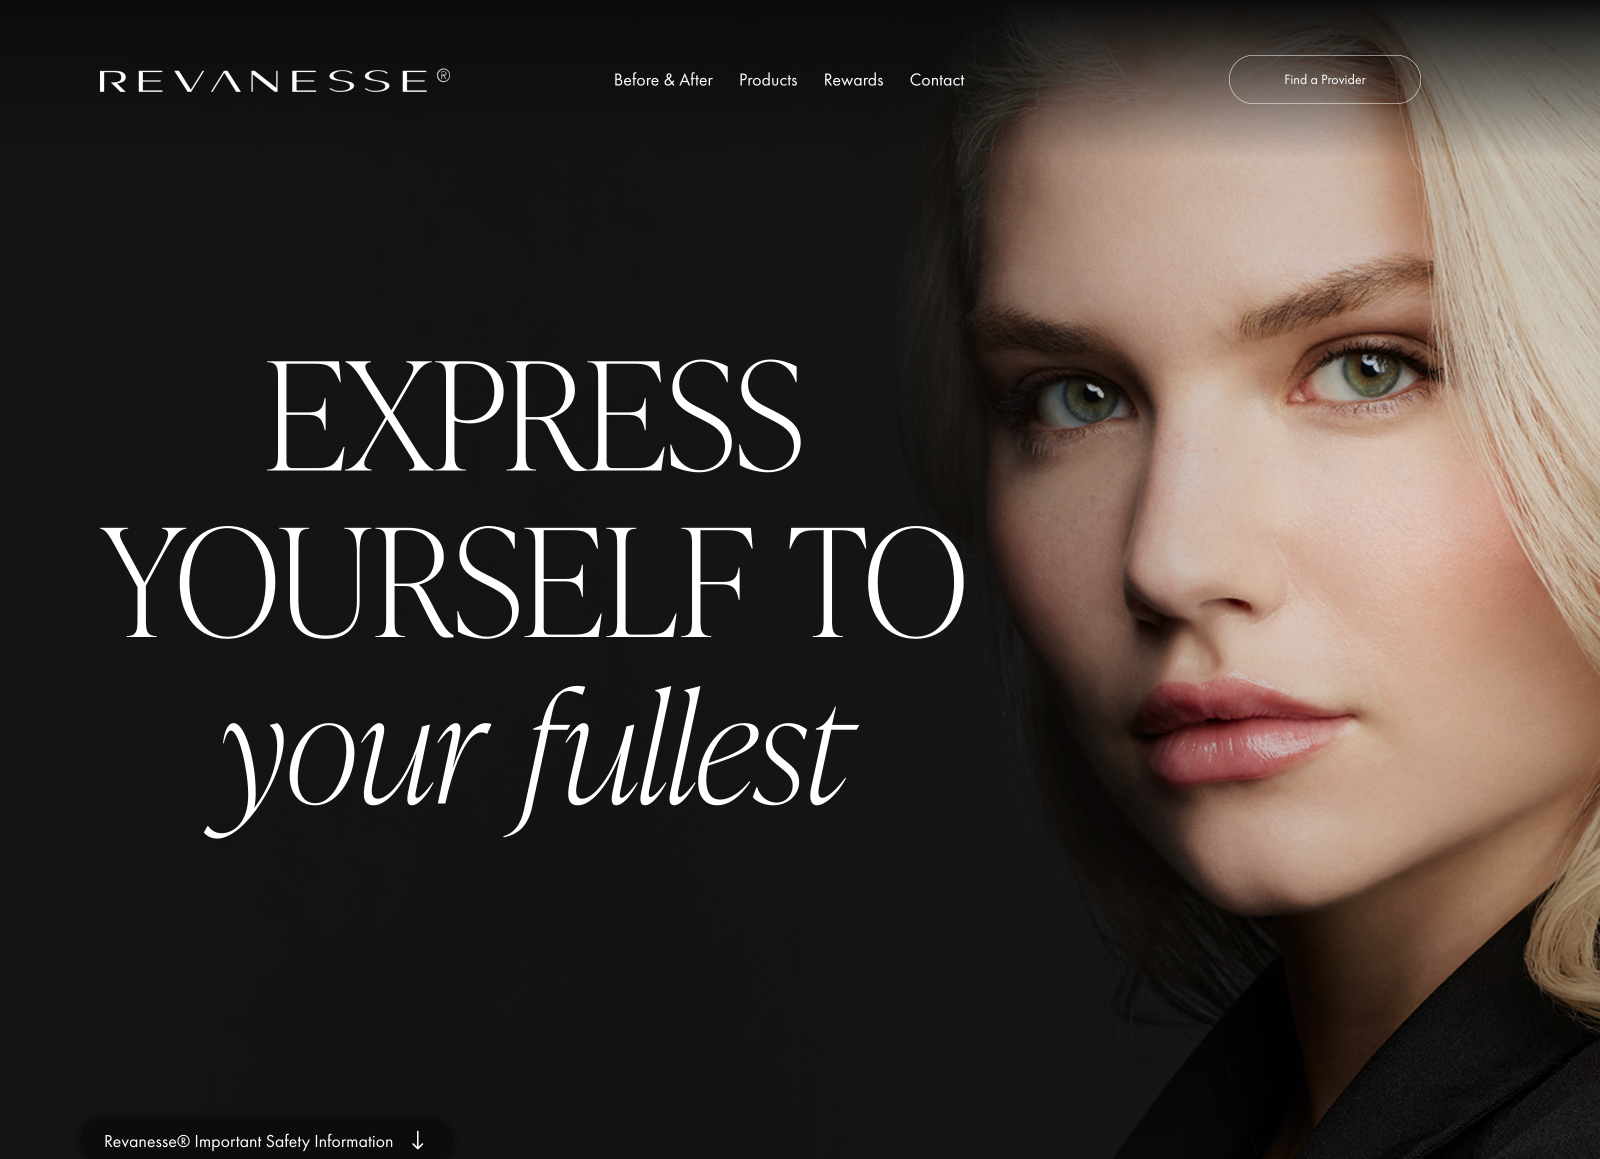 REVANESSE®
Before & After
Products
Rewards
Contact
Find a Provider
EXPRESS
YOURSELF TO
your fullest
Revanesse® Important Safety Information